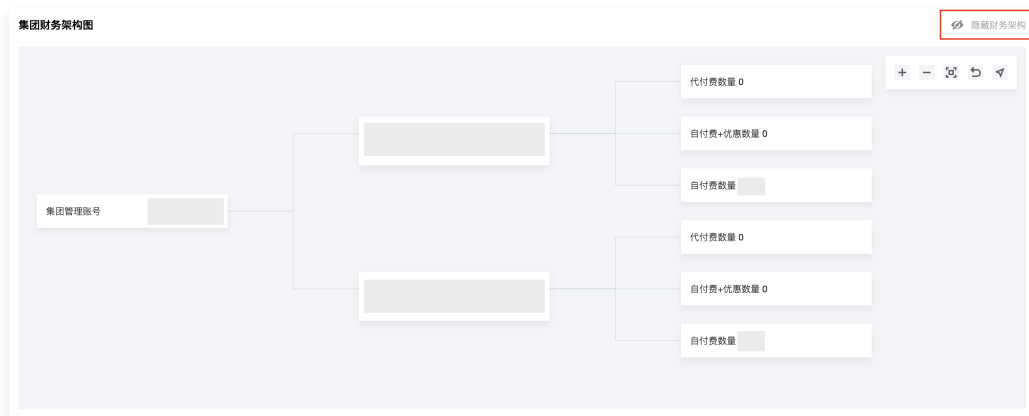 集团财务架构图
隐藏财务架构
集团管理账号
代付费数量 0
自付费+优惠数量 0
自付费数量
代付费数量 0
自付费+优惠数量 0
自付费数量